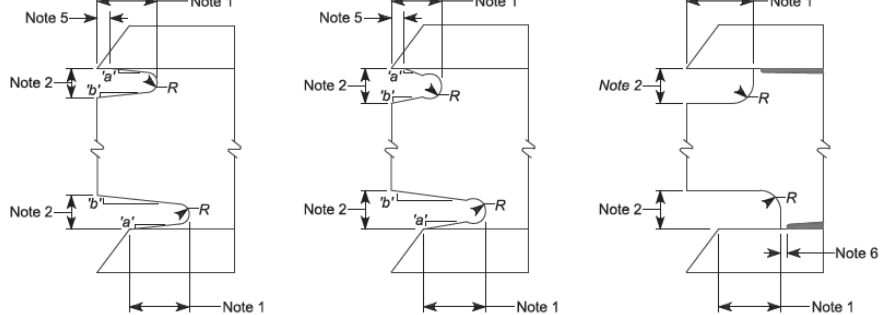 Note 1 Note 1 Note 1
Note 5 Note 5
'a' 'a'
Note 2 Note 2 Note 2
R R R
'b' 'b'
Note 2 'b' R Note 2 'b' R Note 2 R
'a' 'a'
Note 6
Note 1 Note 1 Note 1